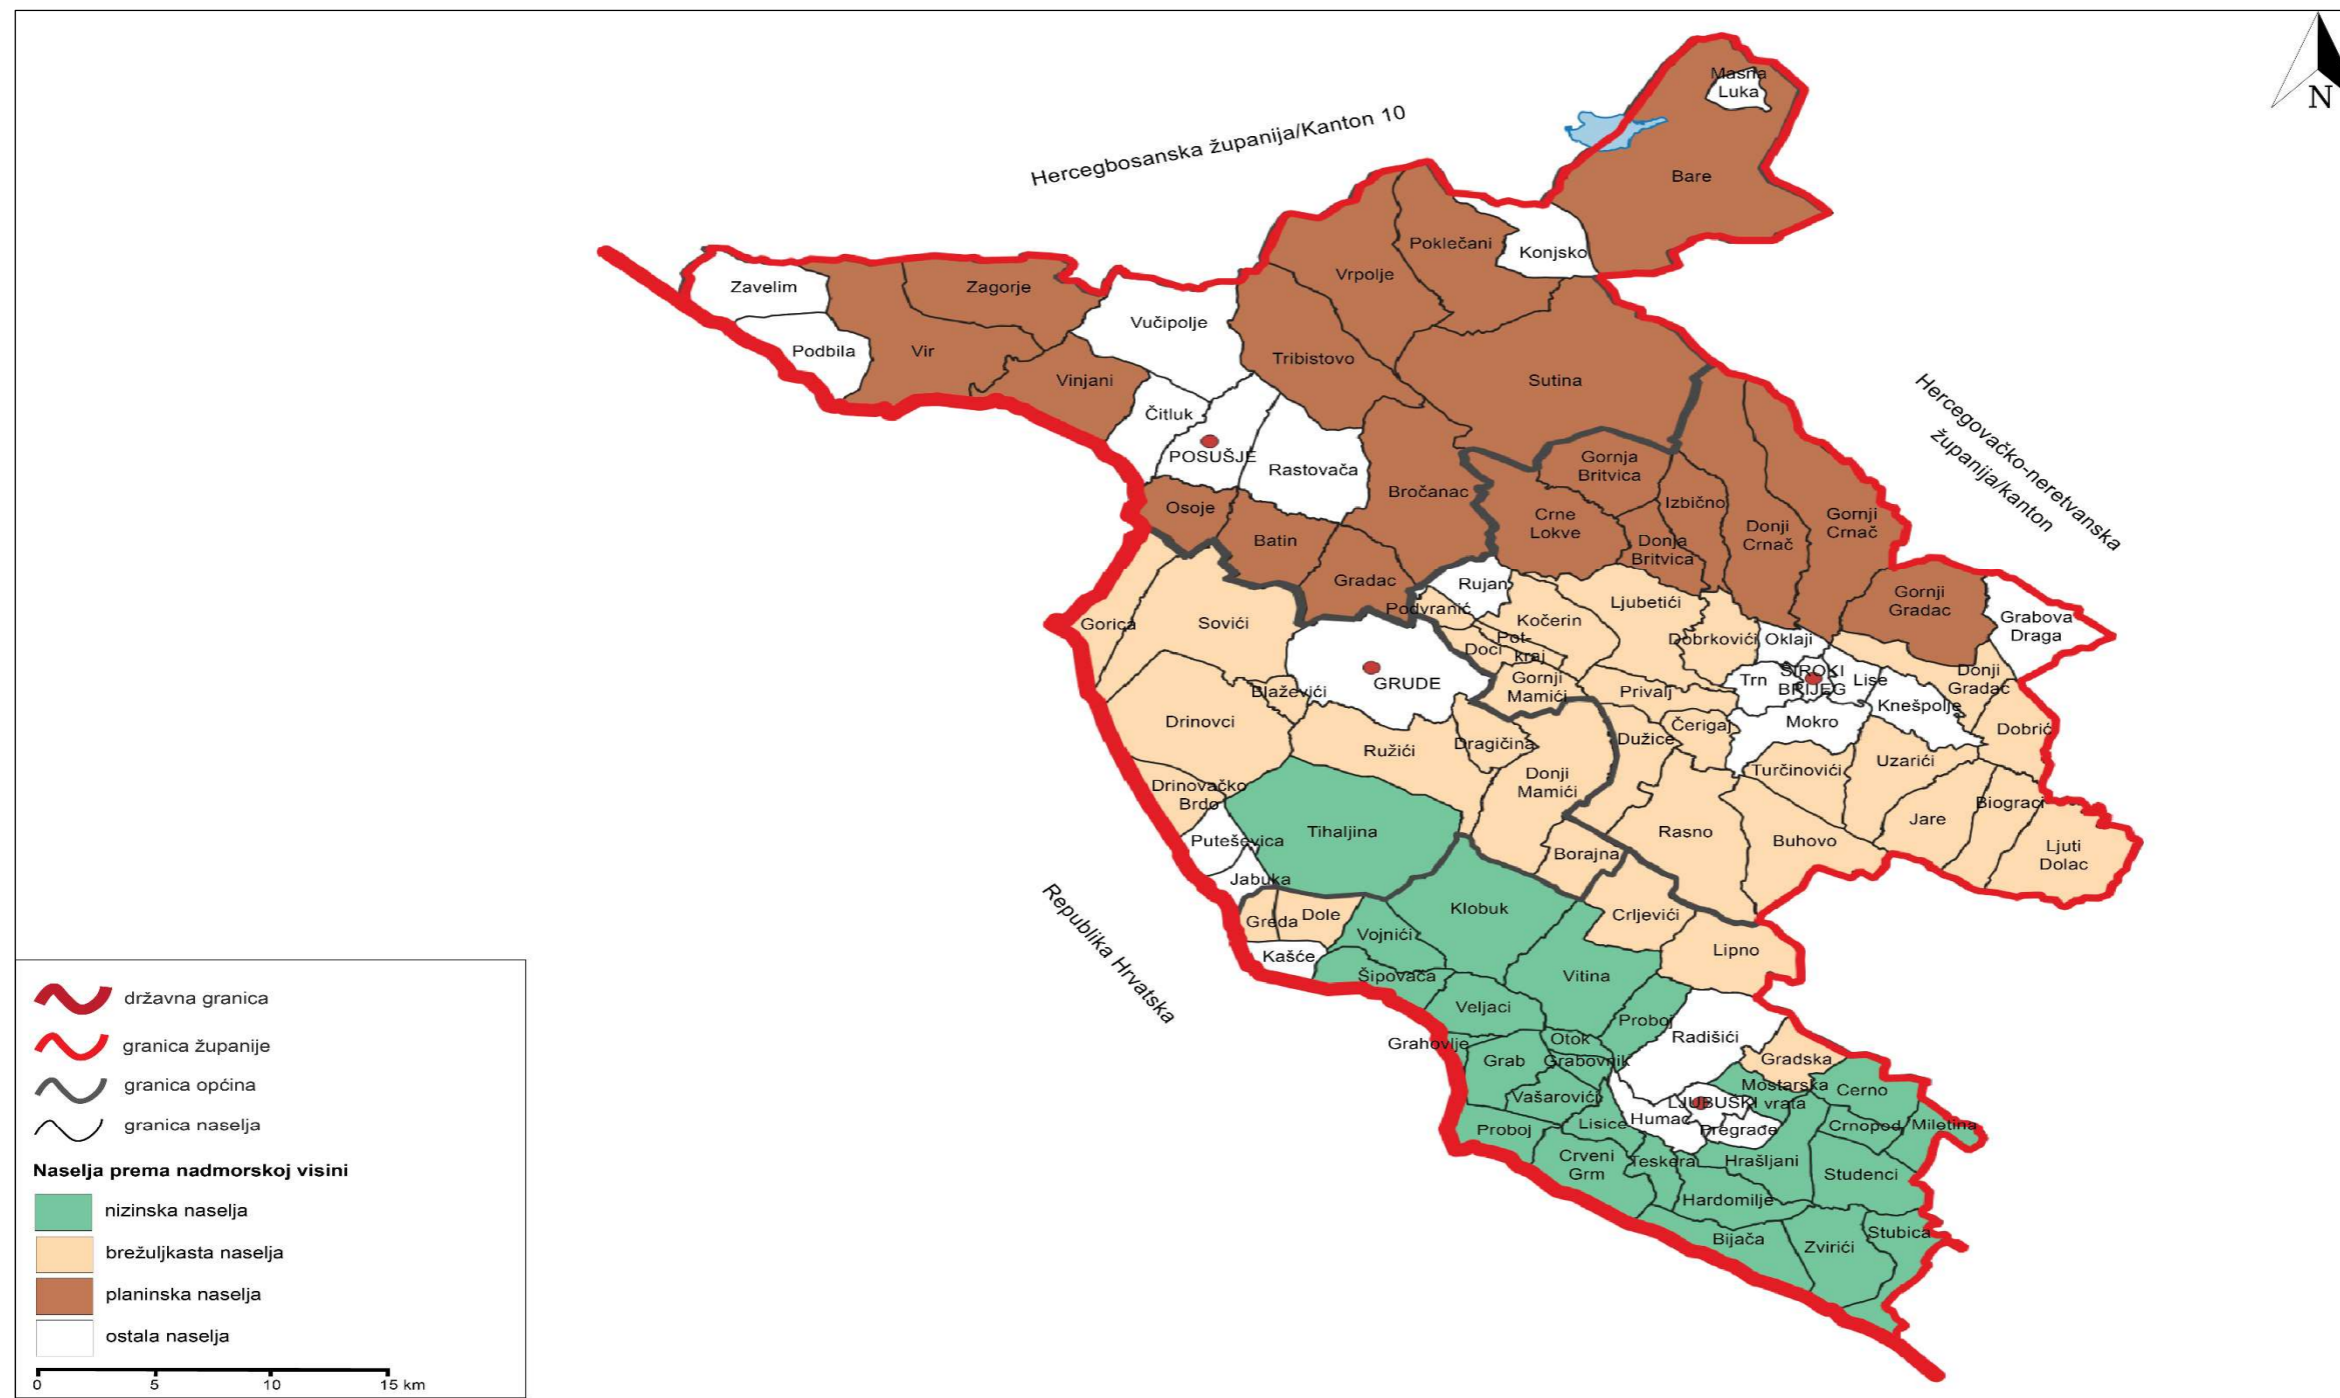 N
Masna
Luka
Hercegbosanska županija/Kanton 10
Bare
Poklečani
Konjsko
Vrpolje
Zavelim
Zagorje
Vučipolje
Podbila
Vir
Tribistovo
Vinjani
Sutina
Hercegovačko-neretvanska
županija/kanton
Čitluk
POSUŠJE
Rastovača
Gornja
Britvica
Bročanac
Izbično
Osoje
Crne
Lokve
Donji
Crnač
Gornji
Crnač
Batin
Donja
Britvica
Gradac
Rujan
Gornji
Gradac
Podvranić
Ljubetići
Gorica
Sovići
Kočerin
Grabova
Draga
Dobrkovići
Oklaji
Pot-
kraj
Doci
GRUDE
Gornji
Mamići
Trn
ŠIROKI
BRIJEG
Lise
Donji
Gradac
Blaževići
Privalj
Knešpolje
Drinovci
Čerigaj
Mokro
Dobrić
Ružići
Dragičina
Dužice
Uzarići
Turčinovići
Donji
Mamići
Drinovačko
Brdo
Biograci
Tihaljina
Rasno
Jare
Puteševica
Buhovo
Borajna
Ljuti
Dolac
Jabuka
Republika Hrvatska
Klobuk
Crljevići
Greda
Dole
Vojnići
Lipno
Kašće
Šipovača
Vitina
Veljaci
Proboj
Radišići
Grahovlje
Otok
Grab
Grabovnik
Gradska
Mostarska
vrata
Cerno
Vašarovići
LJUBUŠKI
Humac
Lisice
Pregrađe
Crnopod
Miletina
Proboj
Crveni
Grm
Teskera
Hrašljani
Studenci
Hardomilje
Bijača
Zvirići
Stubica
državna granica
granica županije
granica općina
granica naselja
Naselja prema nadmorskoj visini
nizinska naselja
brežuljkasta naselja
planinska naselja
ostala naselja
0 5 10 15 km